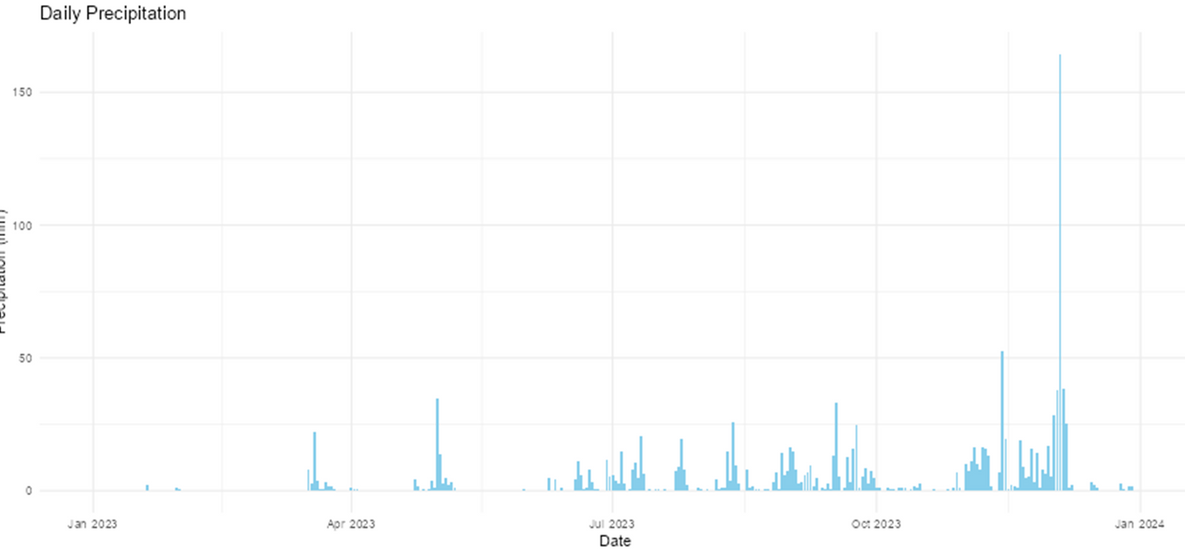 Daily Precipitation
Precipitation (mm)
150
100
50
0
Jan 2023
Apr 2023
Jul 2023
Oct 2023
Jan 2024
Date